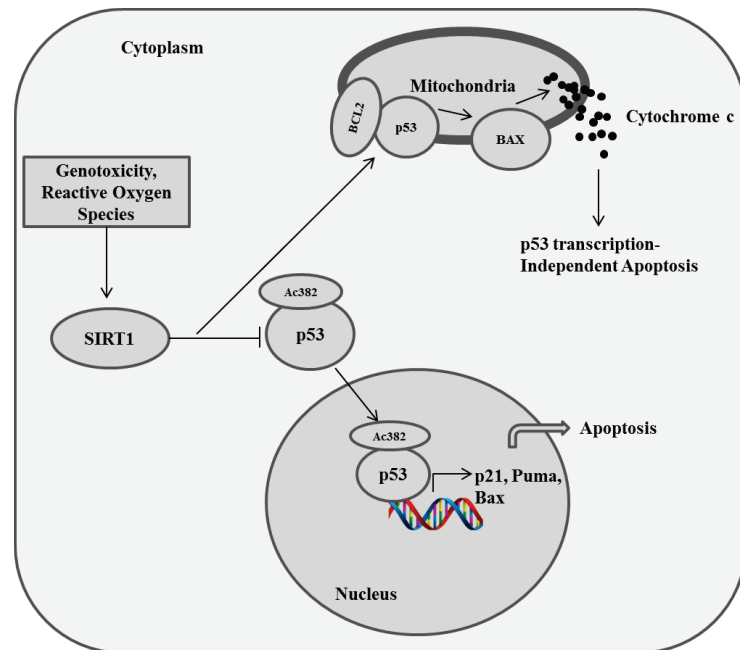 Cytoplasm
Mitochondria
BCL2
p53
BAX
Cytochrome c
Genotoxicity,
Reactive Oxygen
Species
p53 transcription-
Independent Apoptosis
Ac382
SIRT1
p53
Ac382
p53
p21, Puma,
Bax
Apoptosis
Nucleus